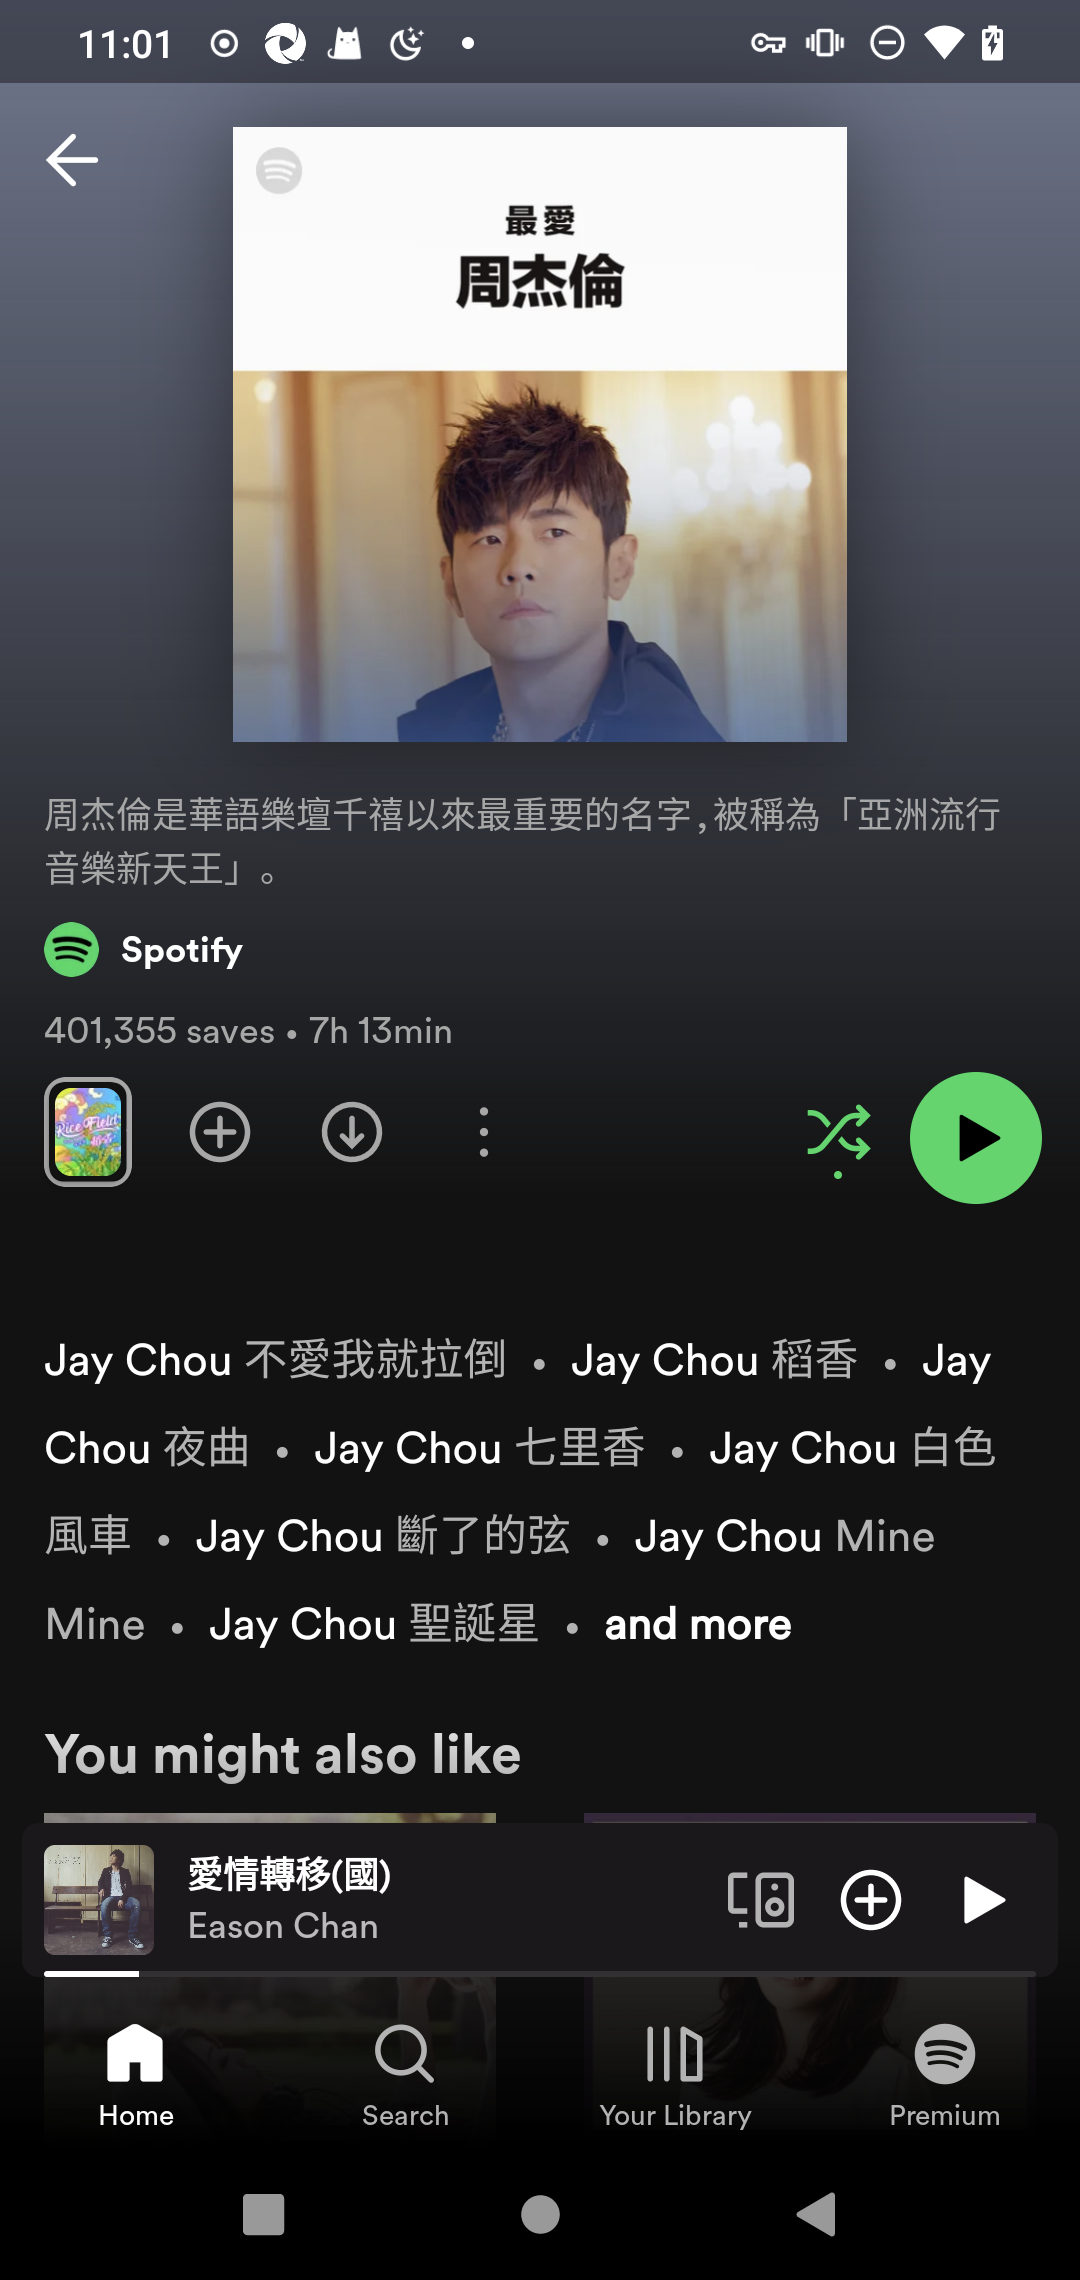 11:01
最愛
周杰倫
周杰倫是華語樂壇千禧以來最重要的名字,被稱為「亞洲流行
音樂新天王」。
Spotify
401,355 saves • 7h 13min
Rice Field
Jay Chou 不愛我就拉倒 • Jay Chou 稻香 • Jay
Chou 夜曲 • Jay Chou 七里香 • Jay Chou 白色
風車 • Jay Chou 斷了的弦 • Jay Chou Mine
Mine • Jay Chou 聖誕星 • and more
You might also like
愛情轉移(國)
Eason Chan
Home
Search
Your Library
Premium